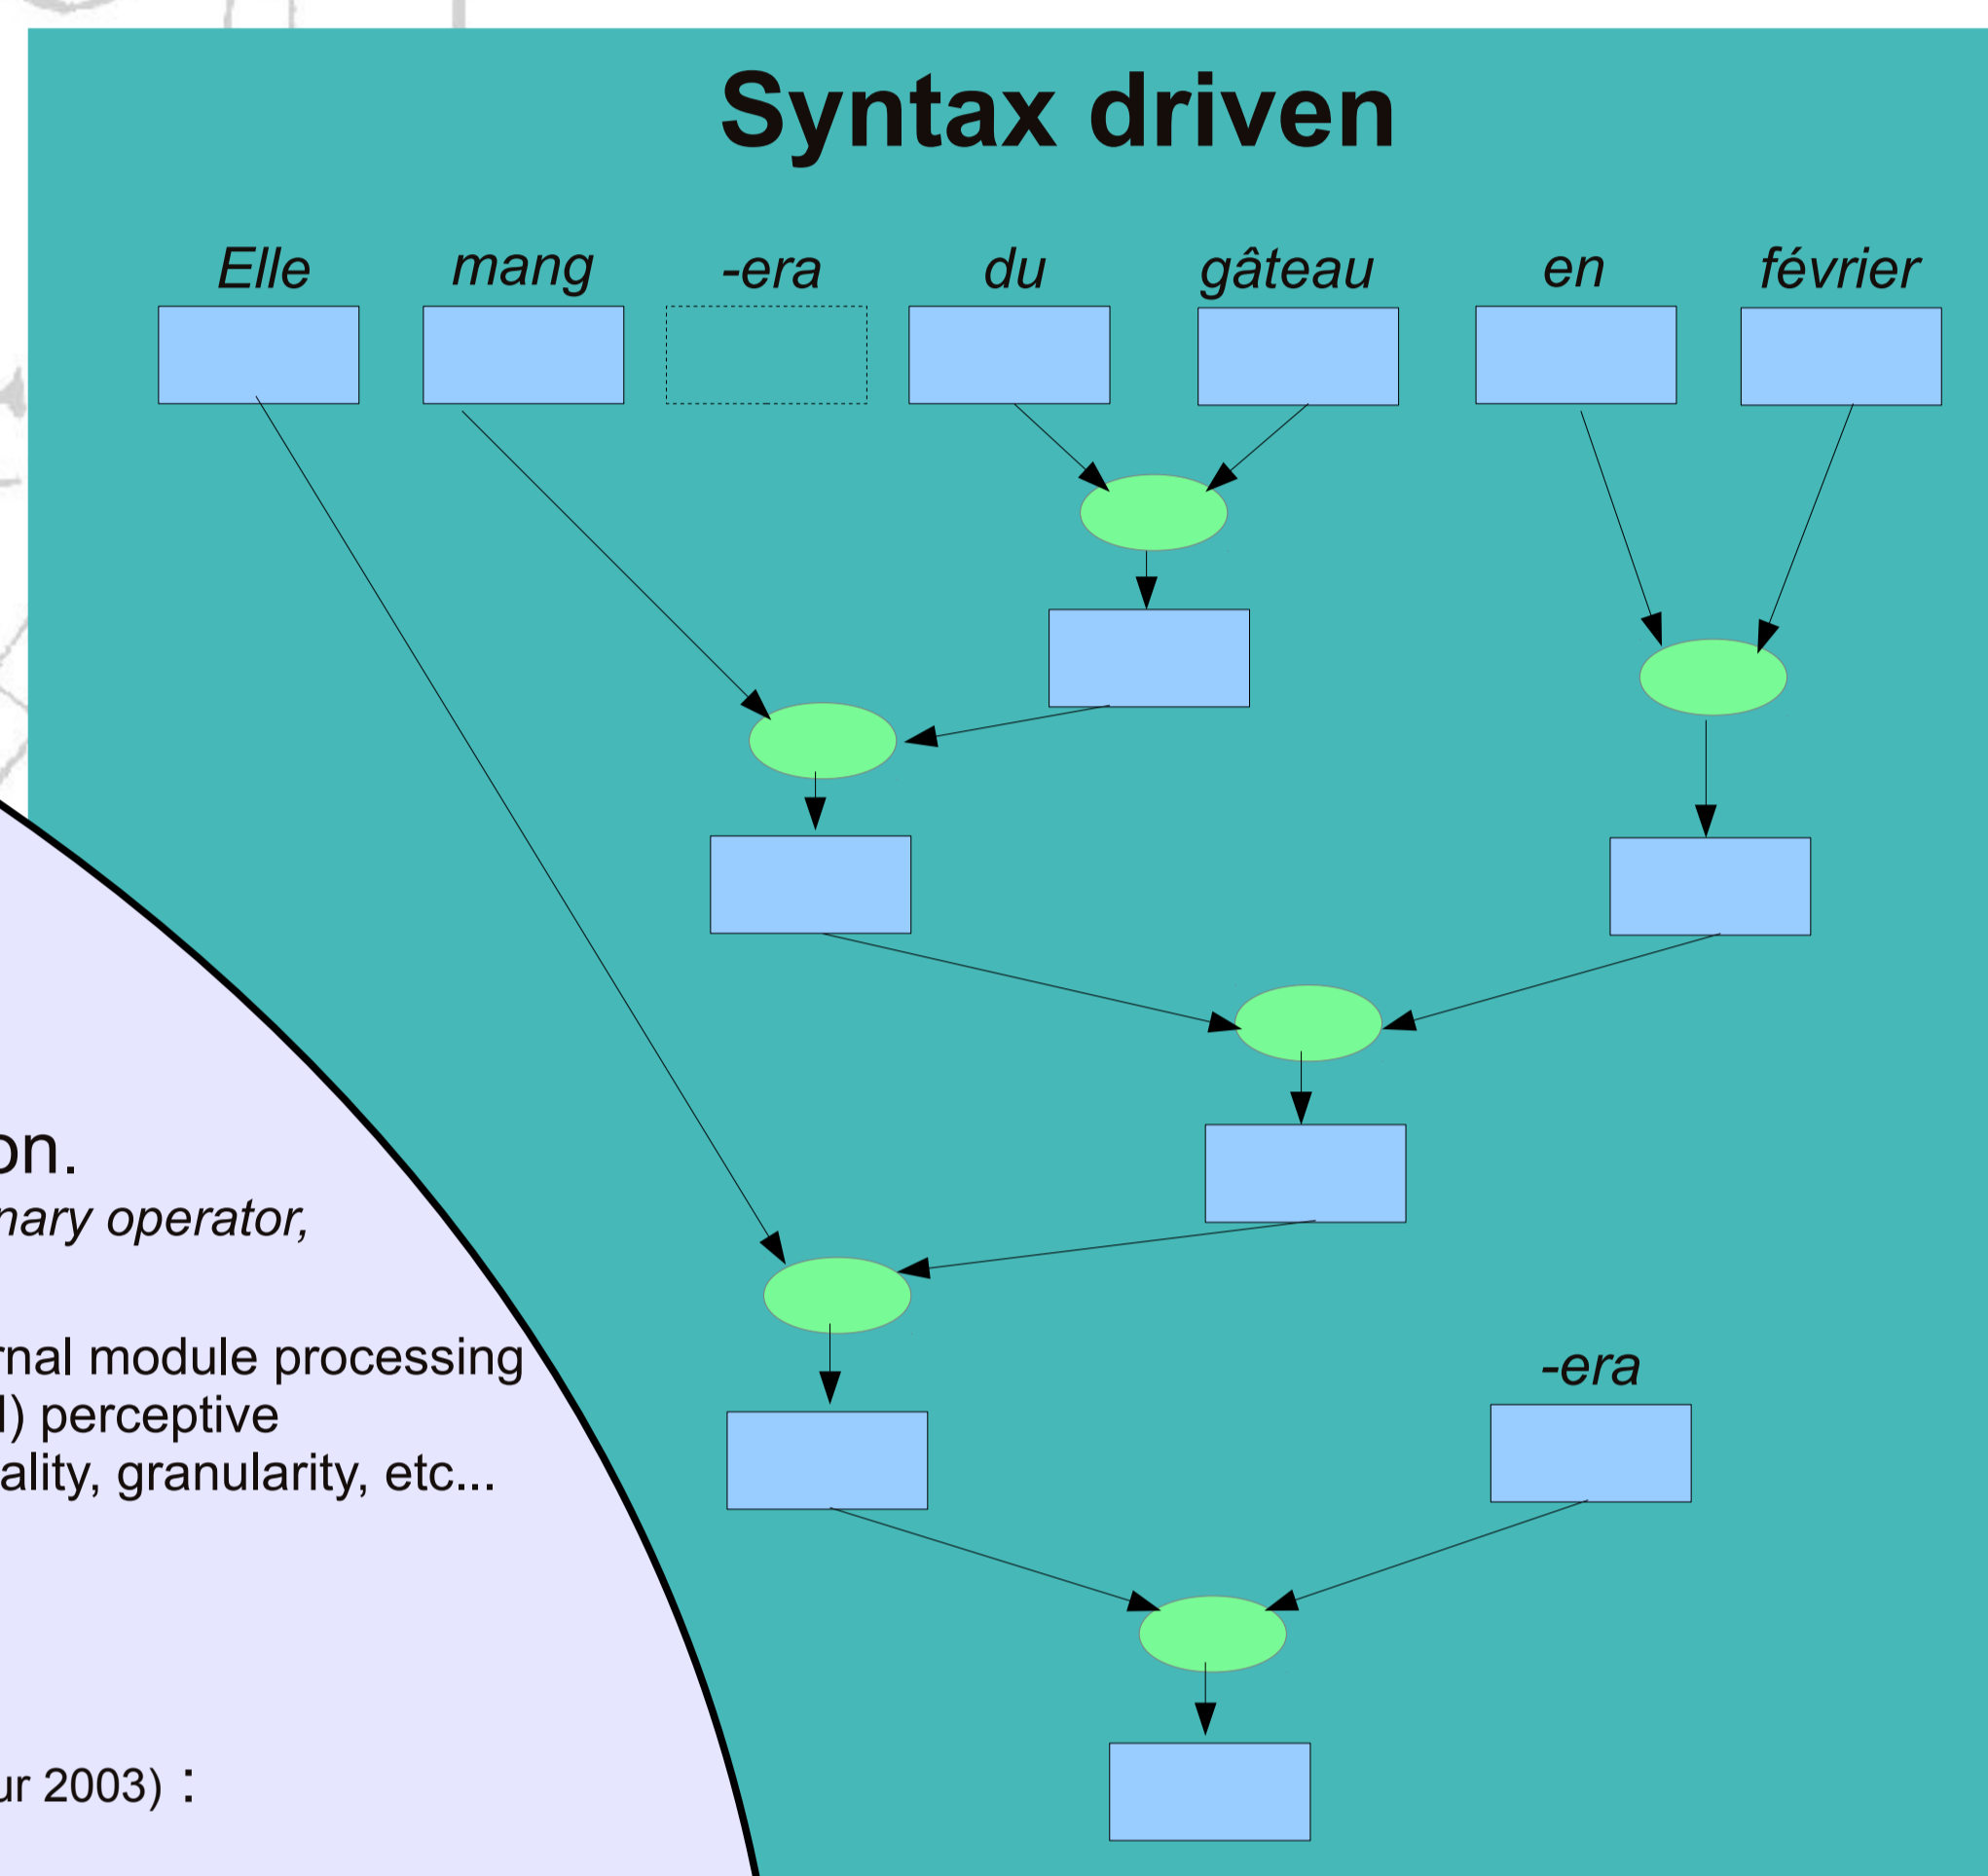 Syntax driven
Elle mang -era du gâteau en février
on.
nary operator,
rnal module processing
l) perceptive
ality, granularity, etc...
-era
ur 2003) :